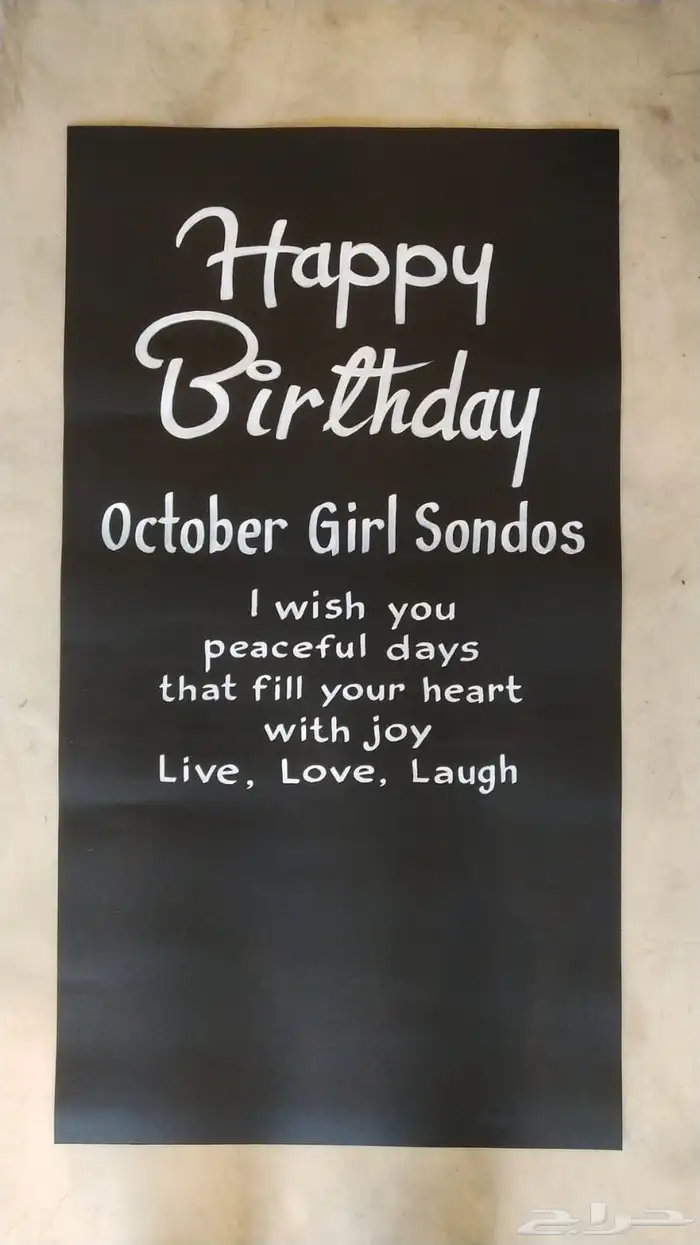 Happy
Birthday
October Girl Sondos
I wish you
peaceful days
that fill your heart
with joy
Live, Love, Laugh
حراج